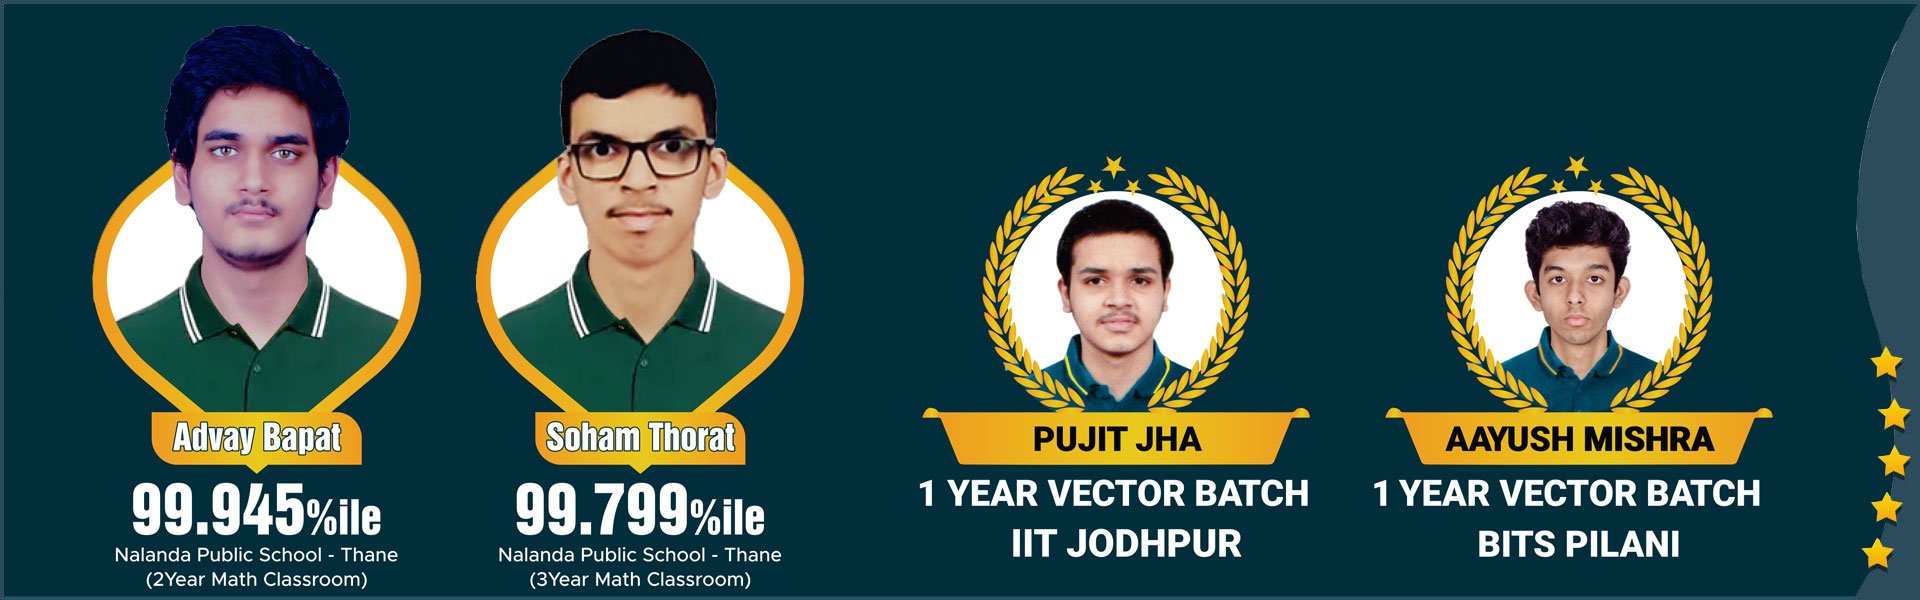 Advay Bapat
99.945%ile
Nalanda Public School - Thane
(2Year Math Classroom)
Soham Thorat
99.799%ile
Nalanda Public School - Thane
(3Year Math Classroom)
PUJIT JHA
1 YEAR VECTOR BATCH
IIT JODHPUR
AAYUSH MISHRA
1 YEAR VECTOR BATCH
BITS PILANI